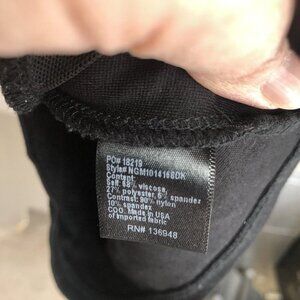 PO# 18219
Style# NGM1014168DK
Content:
Self: 68% viscose,
27% polyester, 5% spandex
Contrast: 90% nylon
10% spandex
COO: Made in USA
of imported fabric
RN# 136948